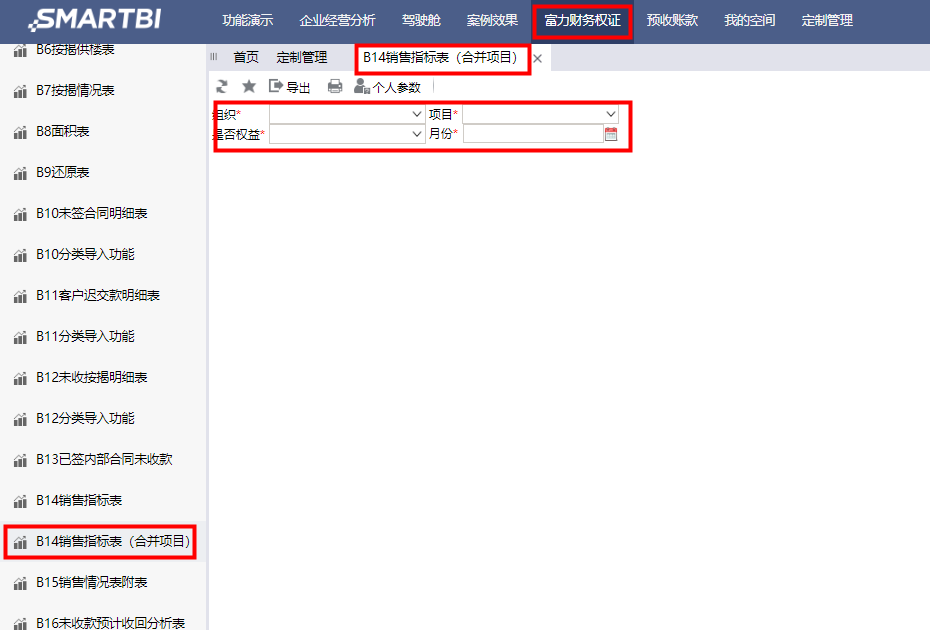 SMARTBI 功能演示 企业经营分析 驾驶舱 案例效果 富力财务权证 预收账款 我的空间 定制管理
首页 定制管理 B14销售指标表（合并项目）
导出 个人参数
组织* 项目*
是否权益* 月份*
B6按揭供楼表
B7按揭情况表
B8面积表
B9还原表
B10未签合同明细表
B10分类导入功能
B11客户迟交款明细表
B11分类导入功能
B12未收按揭明细表
B12分类导入功能
B13已签内部合同未收款
B14销售指标表
B14销售指标表（合并项目）
B15销售情况表附表
B16未收款预计收回分析表